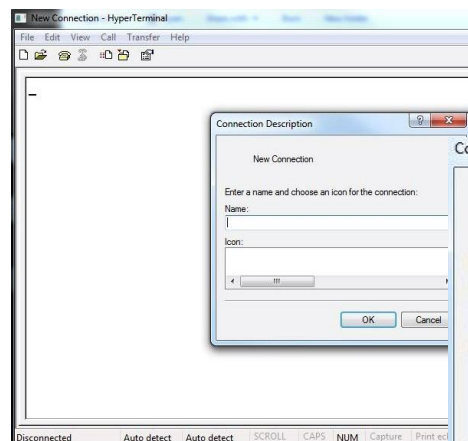 New Connection - HyperTerminal
File Edit View Call Transfer Help
Connection Description
New Connection
Enter a name and choose an icon for the connection:
Name:
Icon:
OK Cancel
Disconnected Auto detect Auto detect SCROLL CAPS NUM Capture Print